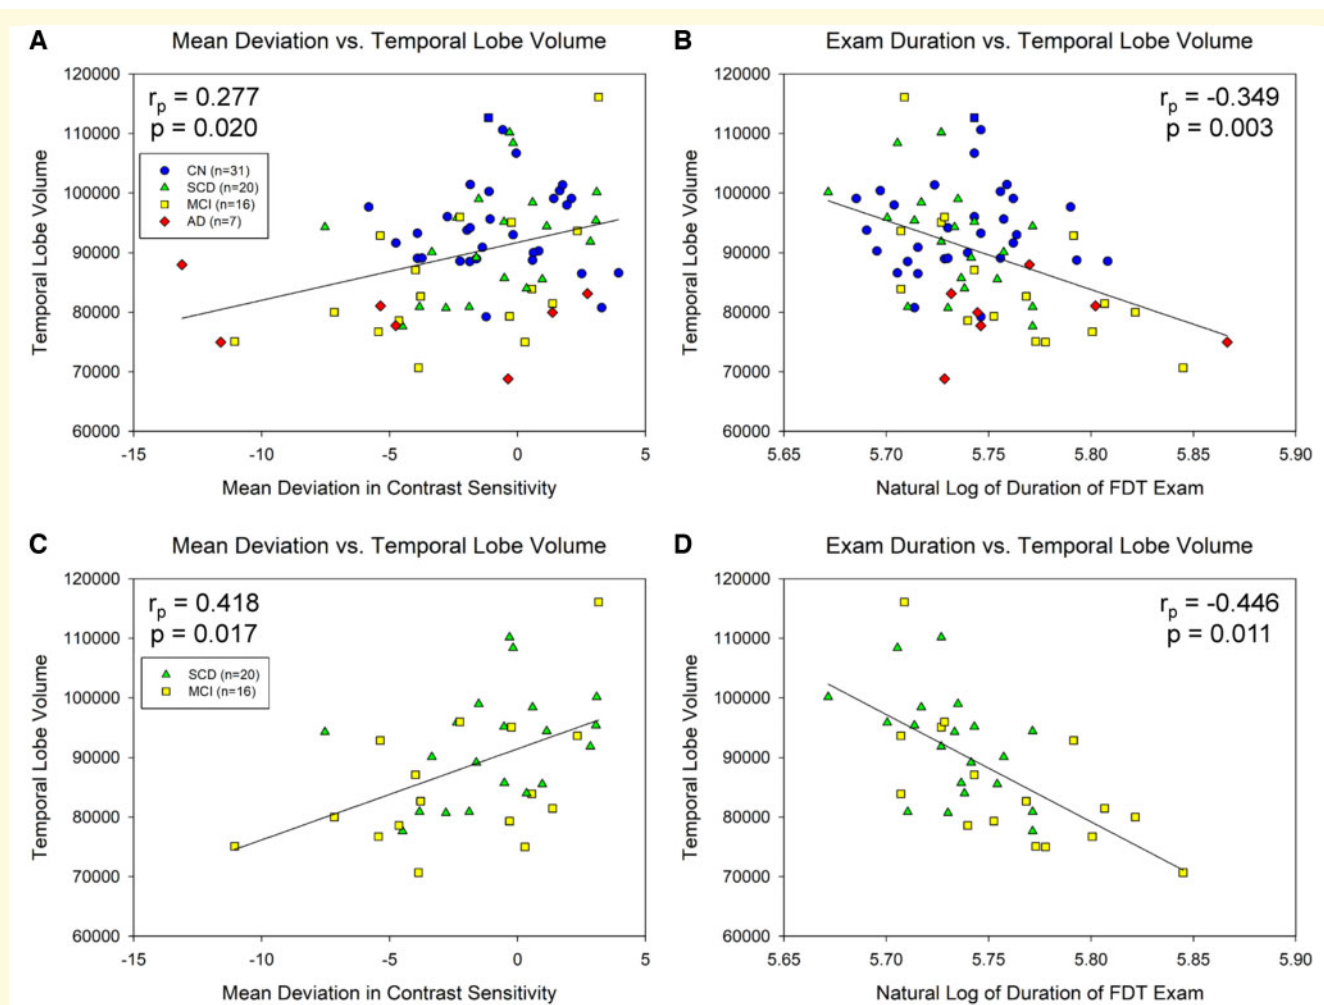 A
Mean Deviation vs. Temporal Lobe Volume
120000
110000
100000
90000
80000
70000
60000
Temporal Lobe Volume
rp = 0.277
p = 0.020
CN (n=31)
SCD (n=20)
MCI (n=16)
AD (n=7)
-15 -10 -5 0 5
Mean Deviation in Contrast Sensitivity
B
Exam Duration vs. Temporal Lobe Volume
120000
110000
100000
90000
80000
70000
60000
Temporal Lobe Volume
rp = -0.349
p = 0.003
5.65 5.70 5.75 5.80 5.85 5.90
Natural Log of Duration of FDT Exam
C
Mean Deviation vs. Temporal Lobe Volume
120000
110000
100000
90000
80000
70000
60000
Temporal Lobe Volume
rp = 0.418
p = 0.017
SCD (n=20)
MCI (n=16)
-15 -10 -5 0 5
Mean Deviation in Contrast Sensitivity
D
Exam Duration vs. Temporal Lobe Volume
120000
110000
100000
90000
80000
70000
60000
Temporal Lobe Volume
rp = -0.446
p = 0.011
5.65 5.70 5.75 5.80 5.85 5.90
Natural Log of Duration of FDT Exam